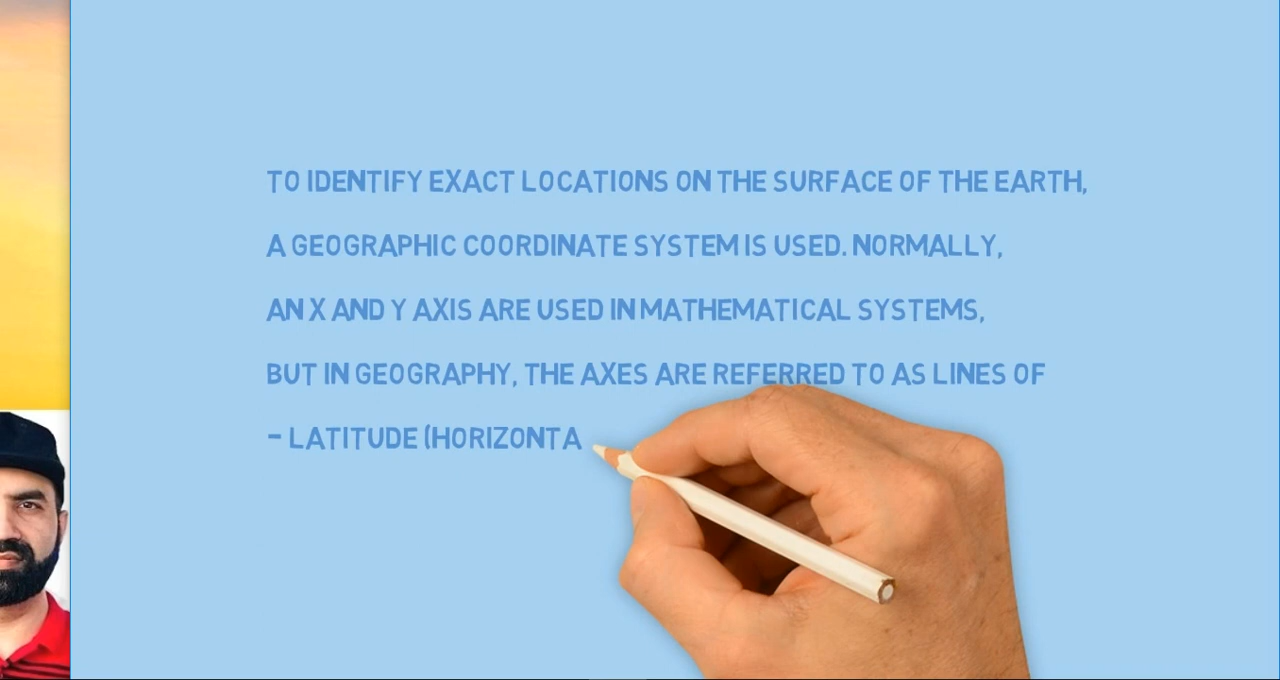 TO IDENTIFY EXACT LOCATIONS ON THE SURFACE OF THE EARTH,
A GEOGRAPHIC COORDINATE SYSTEM IS USED. NORMALLY,
AN X AND Y AXIS ARE USED IN MATHEMATICAL SYSTEMS,
BUT IN GEOGRAPHY, THE AXES ARE REFERRED TO AS LINES OF
- LATITUDE (HORIZONTA